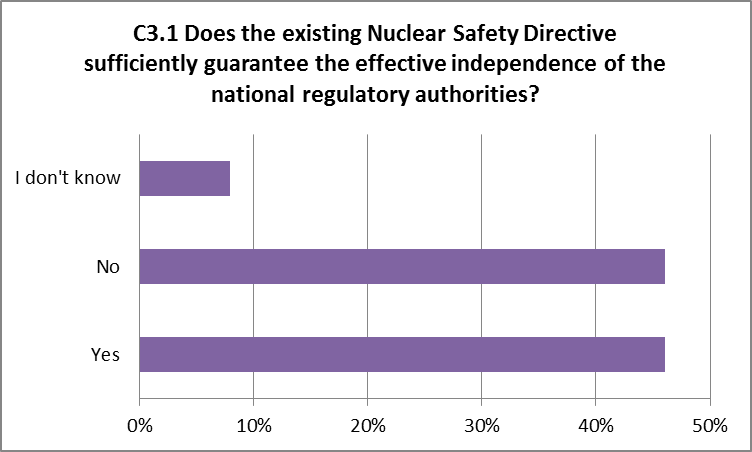 C3.1 Does the existing Nuclear Safety Directive
sufficiently guarantee the effective independence of the
national regulatory authorities?
I don't know
No
Yes
0% 10% 20% 30% 40% 50%